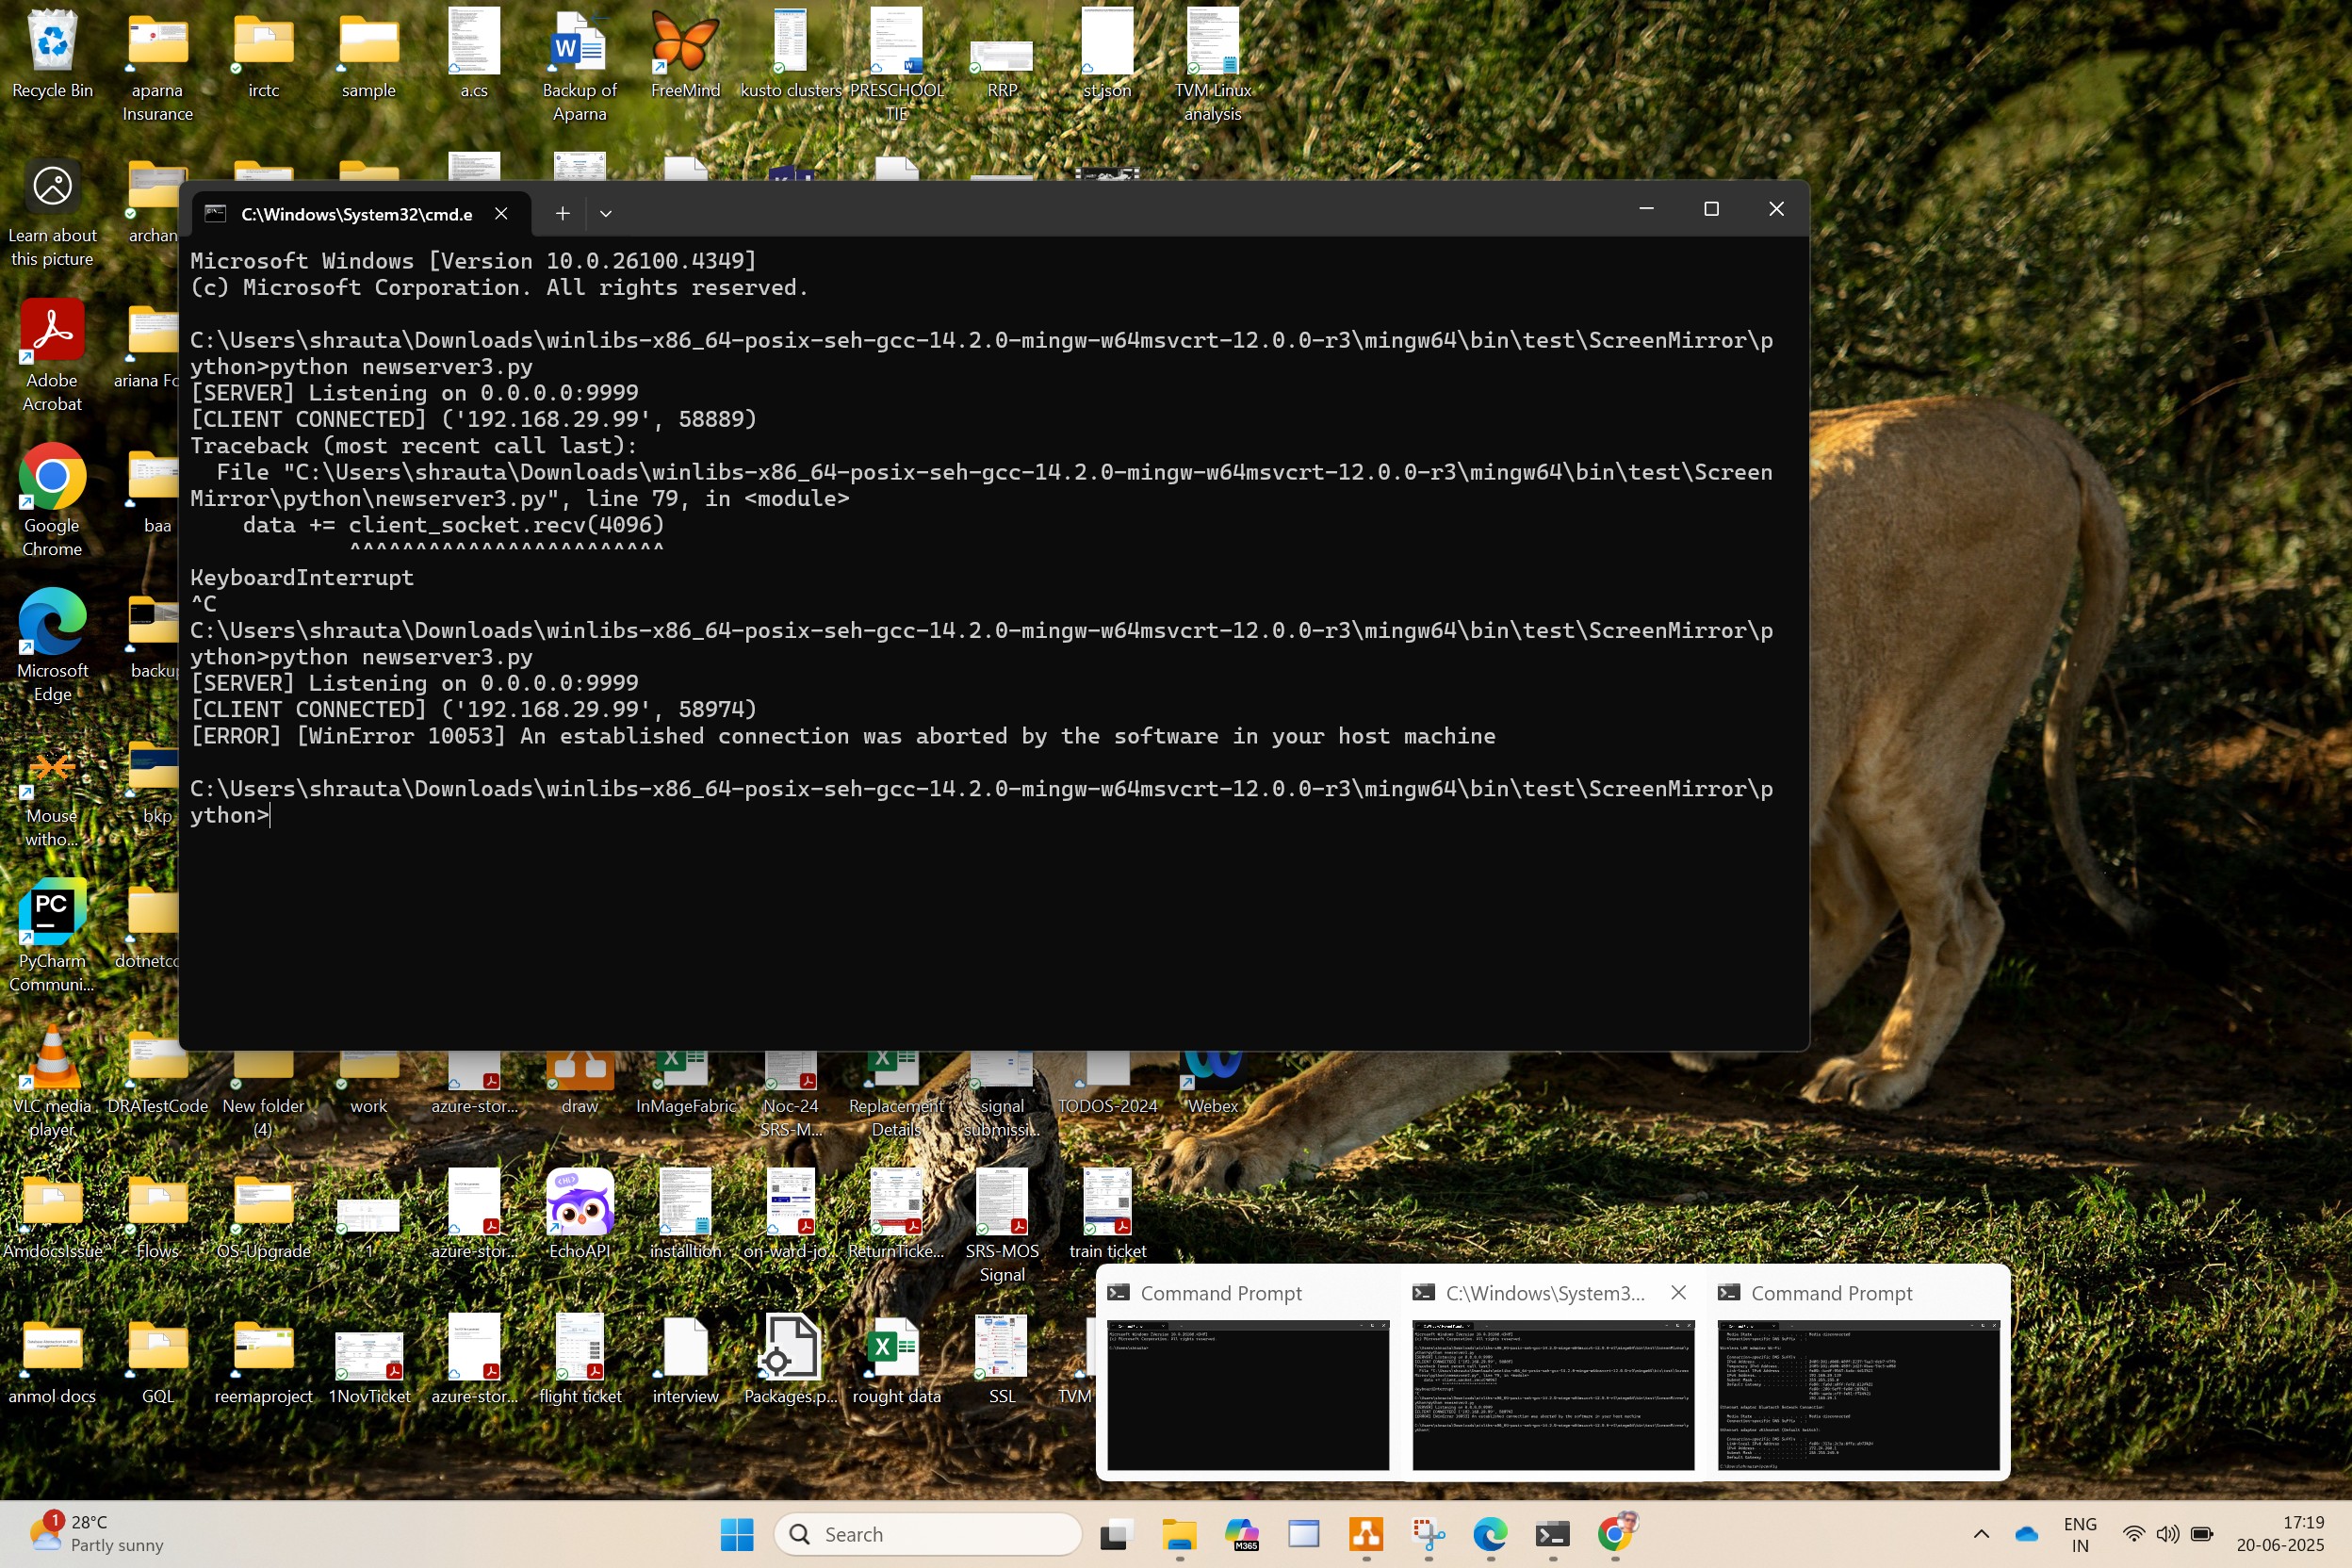 Recycle Bin
aparna
Insurance
irctc
sample
a.cs
Backup of
Aparna
FreeMind
kusto clusters
PRESCHOOL
TIE
RRP
st.json
TVM Linux
analysis
Learn about
this picture
archan
C:\Windows\System32\cmd.e
Microsoft Windows [Version 10.0.26100.4349]
(c) Microsoft Corporation. All rights reserved.
C:\Users\shrauta\Downloads\winlibs-x86_64-posix-seh-gcc-14.2.0-mingw-w64msvcrt-12.0.0-r3\mingw64\bin\test\ScreenMirror\p
ython>python newserver3.py
[SERVER] Listening on 0.0.0.0:9999
[CLIENT CONNECTED] ('192.168.29.99', 58889)
Traceback (most recent call last):
File "C:\Users\shrauta\Downloads\winlibs-x86_64-posix-seh-gcc-14.2.0-mingw-w64msvcrt-12.0.0-r3\mingw64\bin\test\Screen
Mirror\python\newserver3.py", line 79, in <module>
data += client_socket.recv(4096)
^^^^^^^^^^^^^^^^^^^^^^^^
KeyboardInterrupt
^C
C:\Users\shrauta\Downloads\winlibs-x86_64-posix-seh-gcc-14.2.0-mingw-w64msvcrt-12.0.0-r3\mingw64\bin\test\ScreenMirror\p
ython>python newserver3.py
[SERVER] Listening on 0.0.0.0:9999
[CLIENT CONNECTED] ('192.168.29.99', 58974)
[ERROR] [WinError 10053] An established connection was aborted by the software in your host machine
C:\Users\shrauta\Downloads\winlibs-x86_64-posix-seh-gcc-14.2.0-mingw-w64msvcrt-12.0.0-r3\mingw64\bin\test\ScreenMirror\p
ython>
Adobe
Acrobat
ariana Fo
Google
Chrome
baa
Microsoft
Edge
backup
Mouse
witho...
bkp
PyCharm
Communi...
dotnetco
VLC media
player
DRATestCode
New folder
(4)
work
azure-stor...
draw
InMageFabric
Noc-24
SRS-M...
Replacement
Details
signal
submissi...
TODOS-2024
Webex
AmdocsIssue
Flows
OS-Upgrade
1
azure-stor...
EchoAPI
installtion
on-ward-jo...
ReturnTicke...
SRS-MOS
Signal
train ticket
anmol docs
GQL
reemaproject
1NovTicket
azure-stor...
flight ticket
interview
Packages.p...
rought data
SSL
TVM
Command Prompt
C:\Windows\System3...
Command Prompt
1
28°C
Partly sunny
Search
M365
ENG
IN
17:19
20-06-2025